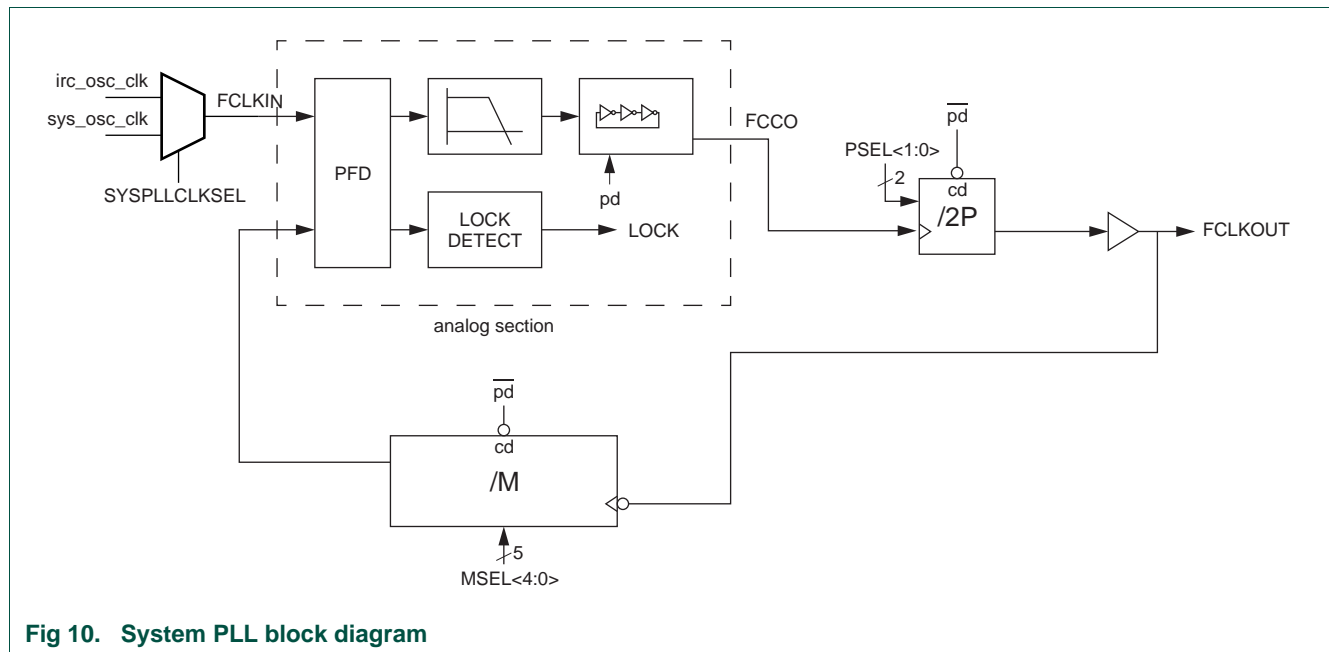 irc_osc_clk
sys_osc_clk
FCLKIN
SYSPLLCLKSEL
PFD
LOCK
DETECT
LOCK
pd
analog section
FCCO
PSEL<1:0>
2
pd
cd
/2P
FCLKOUT
pd
cd
/M
5
MSEL<4:0>
Fig 10. System PLL block diagram